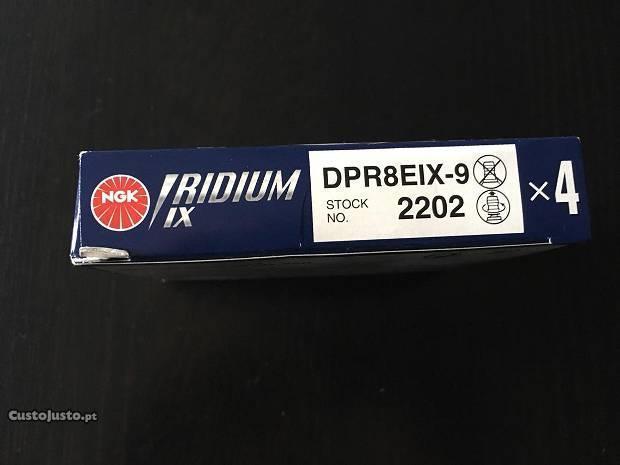 NGK
IRIDIUM
IX
DPR8EIX-9
STOCK
NO. 2202
×4
CustoJusto.pt